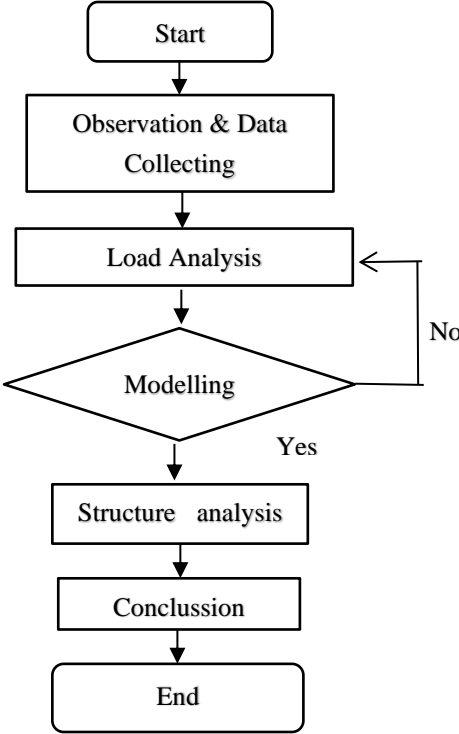 Start
Observation & Data
Collecting
Load Analysis
No
Modelling
Yes
Structure analysis
Conclussion
End